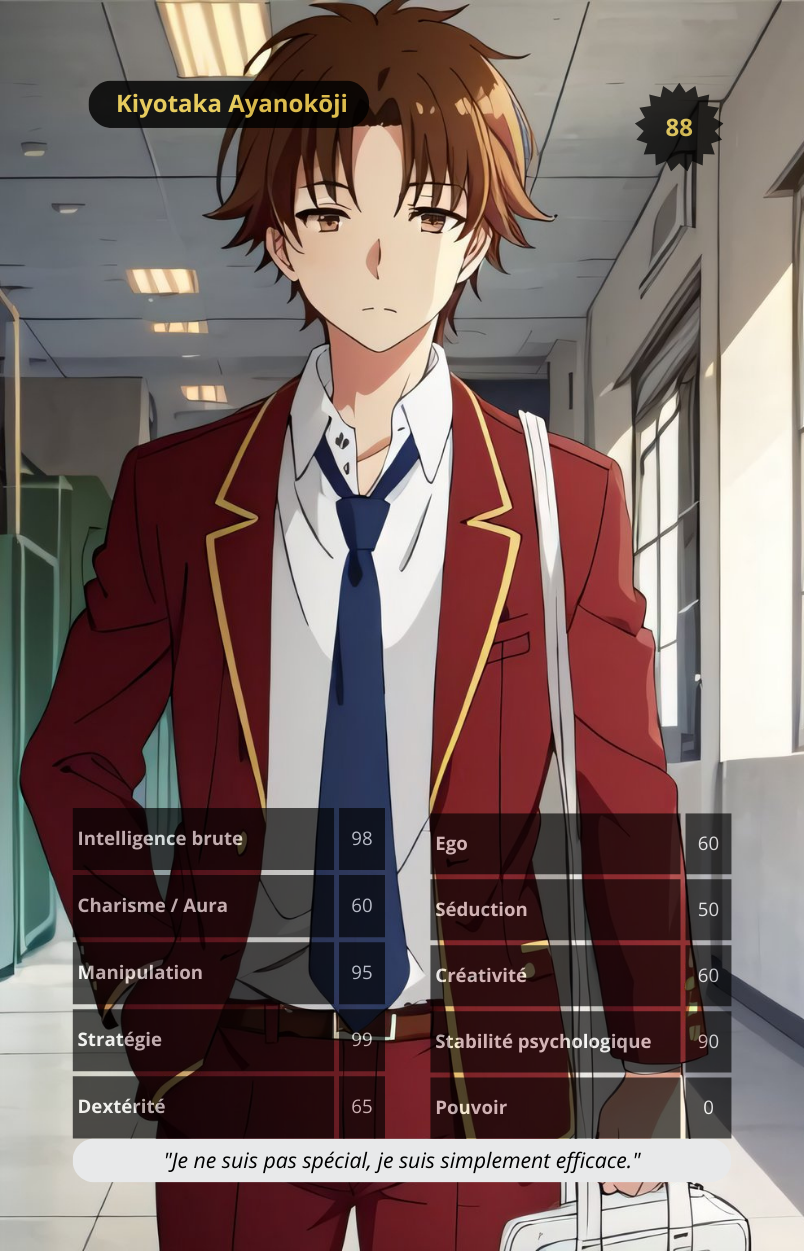 Kiyotaka Ayanokōji
88
Intelligence brute 98
Charisme / Aura 60
Manipulation 95
Stratégie 99
Dextérité 65
Ego 60
Séduction 50
Créativité 60
Stabilité psychologique 90
Pouvoir 0
"Je ne suis pas spécial, je suis simplement efficace."